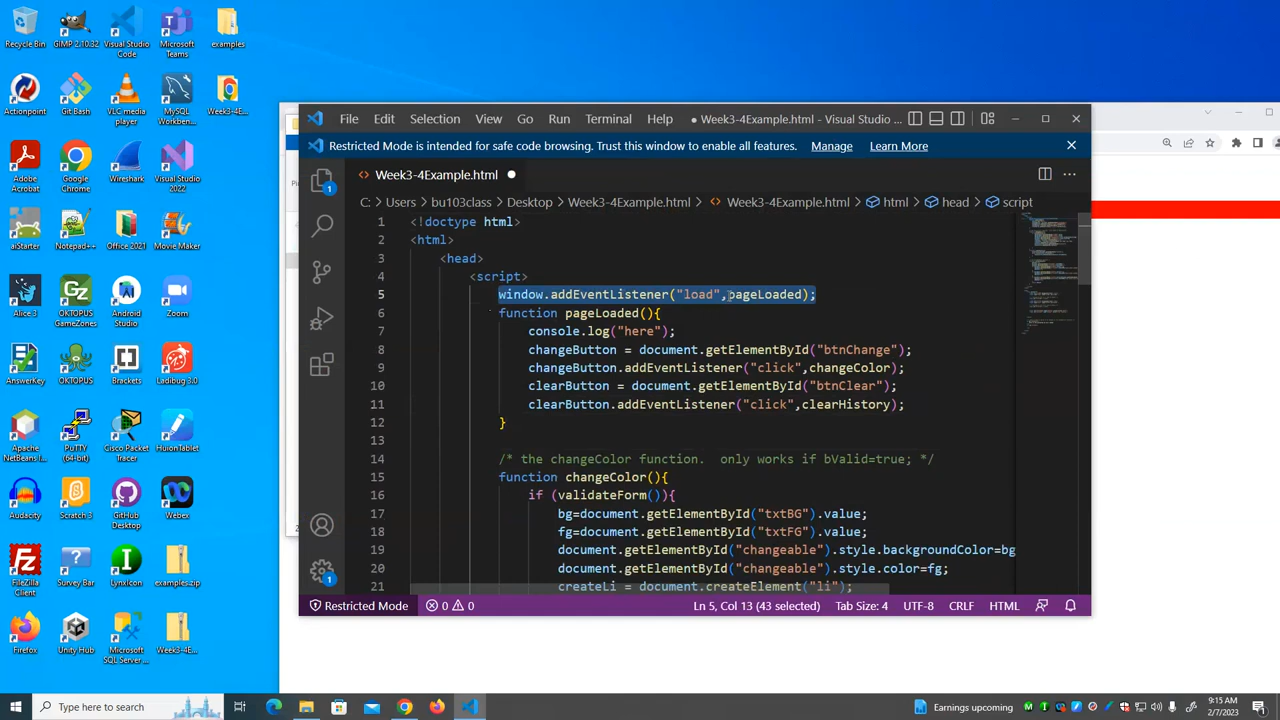 Recycle Bin
GIMP 2.10.32
Visual Studio Code
Microsoft Teams
examples
Actionpoint
Git Bash
VLC media player
MySQL Workben...
Week3-4E...
Adobe Acrobat
Google Chrome
Wireshark
Visual Studio 2022
aiStarter
Notepad++
Office 2021
Movie Maker
Alice 3
OKTOPUS GameZones
Android
Zoom
AnswerKey
OKTOPUS
Brackets
Ladibug 3.0
Apache NetBeans I...
PuTTY (64-bit)
Cisco Packet Tracer
HuionTablet
Audacity
Scratch 3
GitHub Desktop
Webex
FileZilla Client
Survey Bar
LynxIcon
examples.zip
Firefox
Unity Hub
Microsoft SQL Server ...
Week3-4E...
File Edit Selection View Go Run Terminal Help ● Week3-4Example.html - Visual Studio ...
Restricted Mode is intended for safe code browsing. Trust this window to enable all features. Manage Learn More
Week3-4Example.html
C: > Users > bu103class > Desktop > Week3-4Example.html > Week3-4Example.html > html > head > script
1 <!doctype html>
2 <html>
3 <head>
4 <script>
5 window.addEventListener("load",pageLoaded);
6 function pageLoaded(){
7 console.log("here");
8 changeButton = document.getElementById("btnChange");
9 changeButton.addEventListener("click",changeColor);
10 clearButton = document.getElementById("btnClear");
11 clearButton.addEventListener("click",clearHistory);
12 }
13
14 /* the changeColor function.  only works if bValid=true; */
15 function changeColor(){
16 if (validateForm()){
17 bg=document.getElementById("txtBG").value;
18 fg=document.getElementById("txtFG").value;
19 document.getElementById("changeable").style.backgroundColor=bg
20 document.getElementById("changeable").style.color=fg;
21 createLi = document.createElement("li");
Restricted Mode 0 0 Ln 5, Col 13 (43 selected) Tab Size: 4 UTF-8 CRLF HTML
Type here to search
Earnings upcoming
9:15 AM
2/7/2023